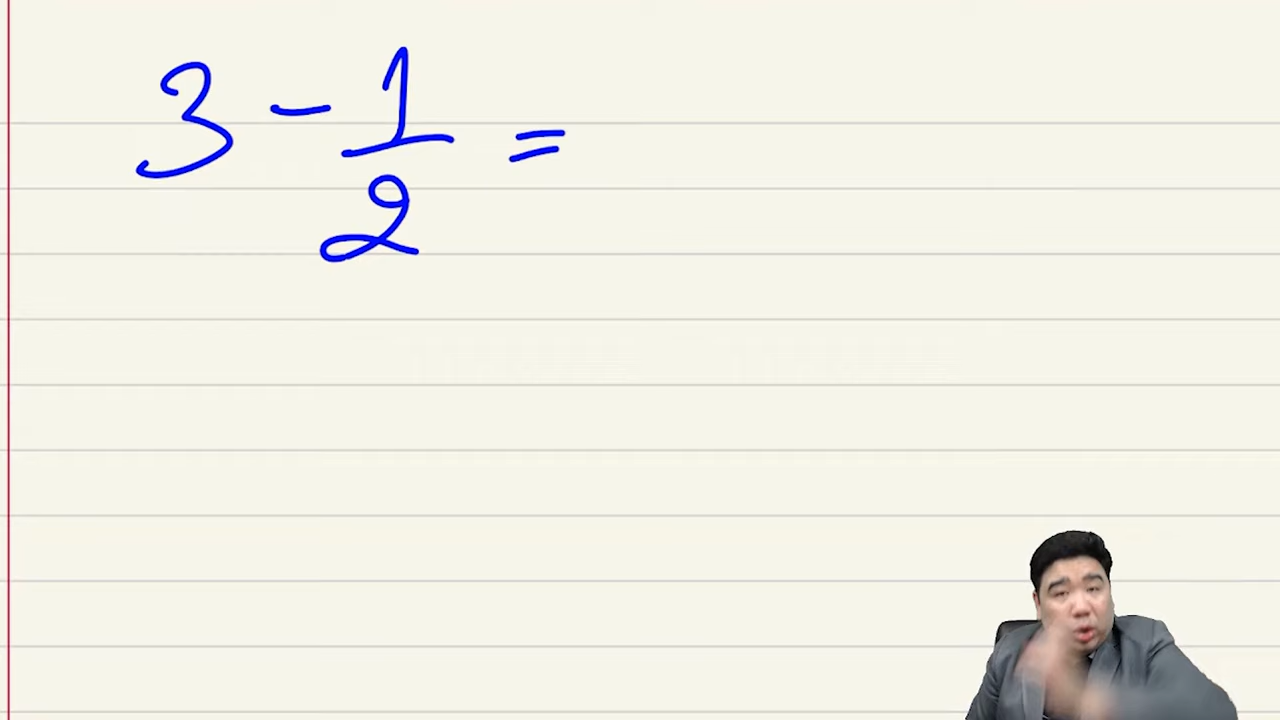 3 - 1/2 =